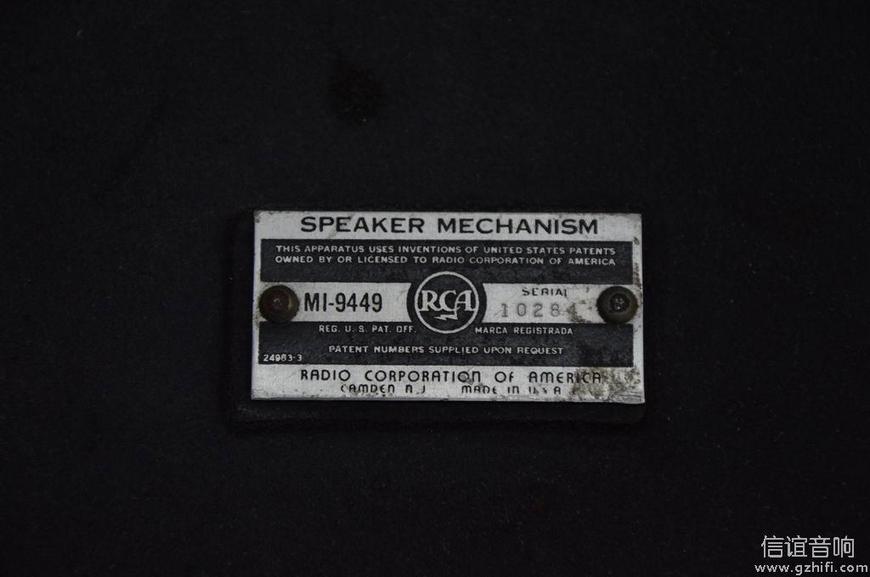 SPEAKER MECHANISM
THIS APPARATUS USES INVENTIONS OF UNITED STATES PATENTS
OWNED BY OR LICENSED TO RADIO CORPORATION OF AMERICA
MI-9449 RCA SERIAL
10284
REG. U. S. PAT. OFF. MARCA REGISTRADA
PATENT NUMBERS SUPPLIED UPON REQUEST
24983-3
RADIO CORPORATION OF AMERICA
CAMDEN N.J MADE IN U.S.A
信谊音响
www.gzhifi.com